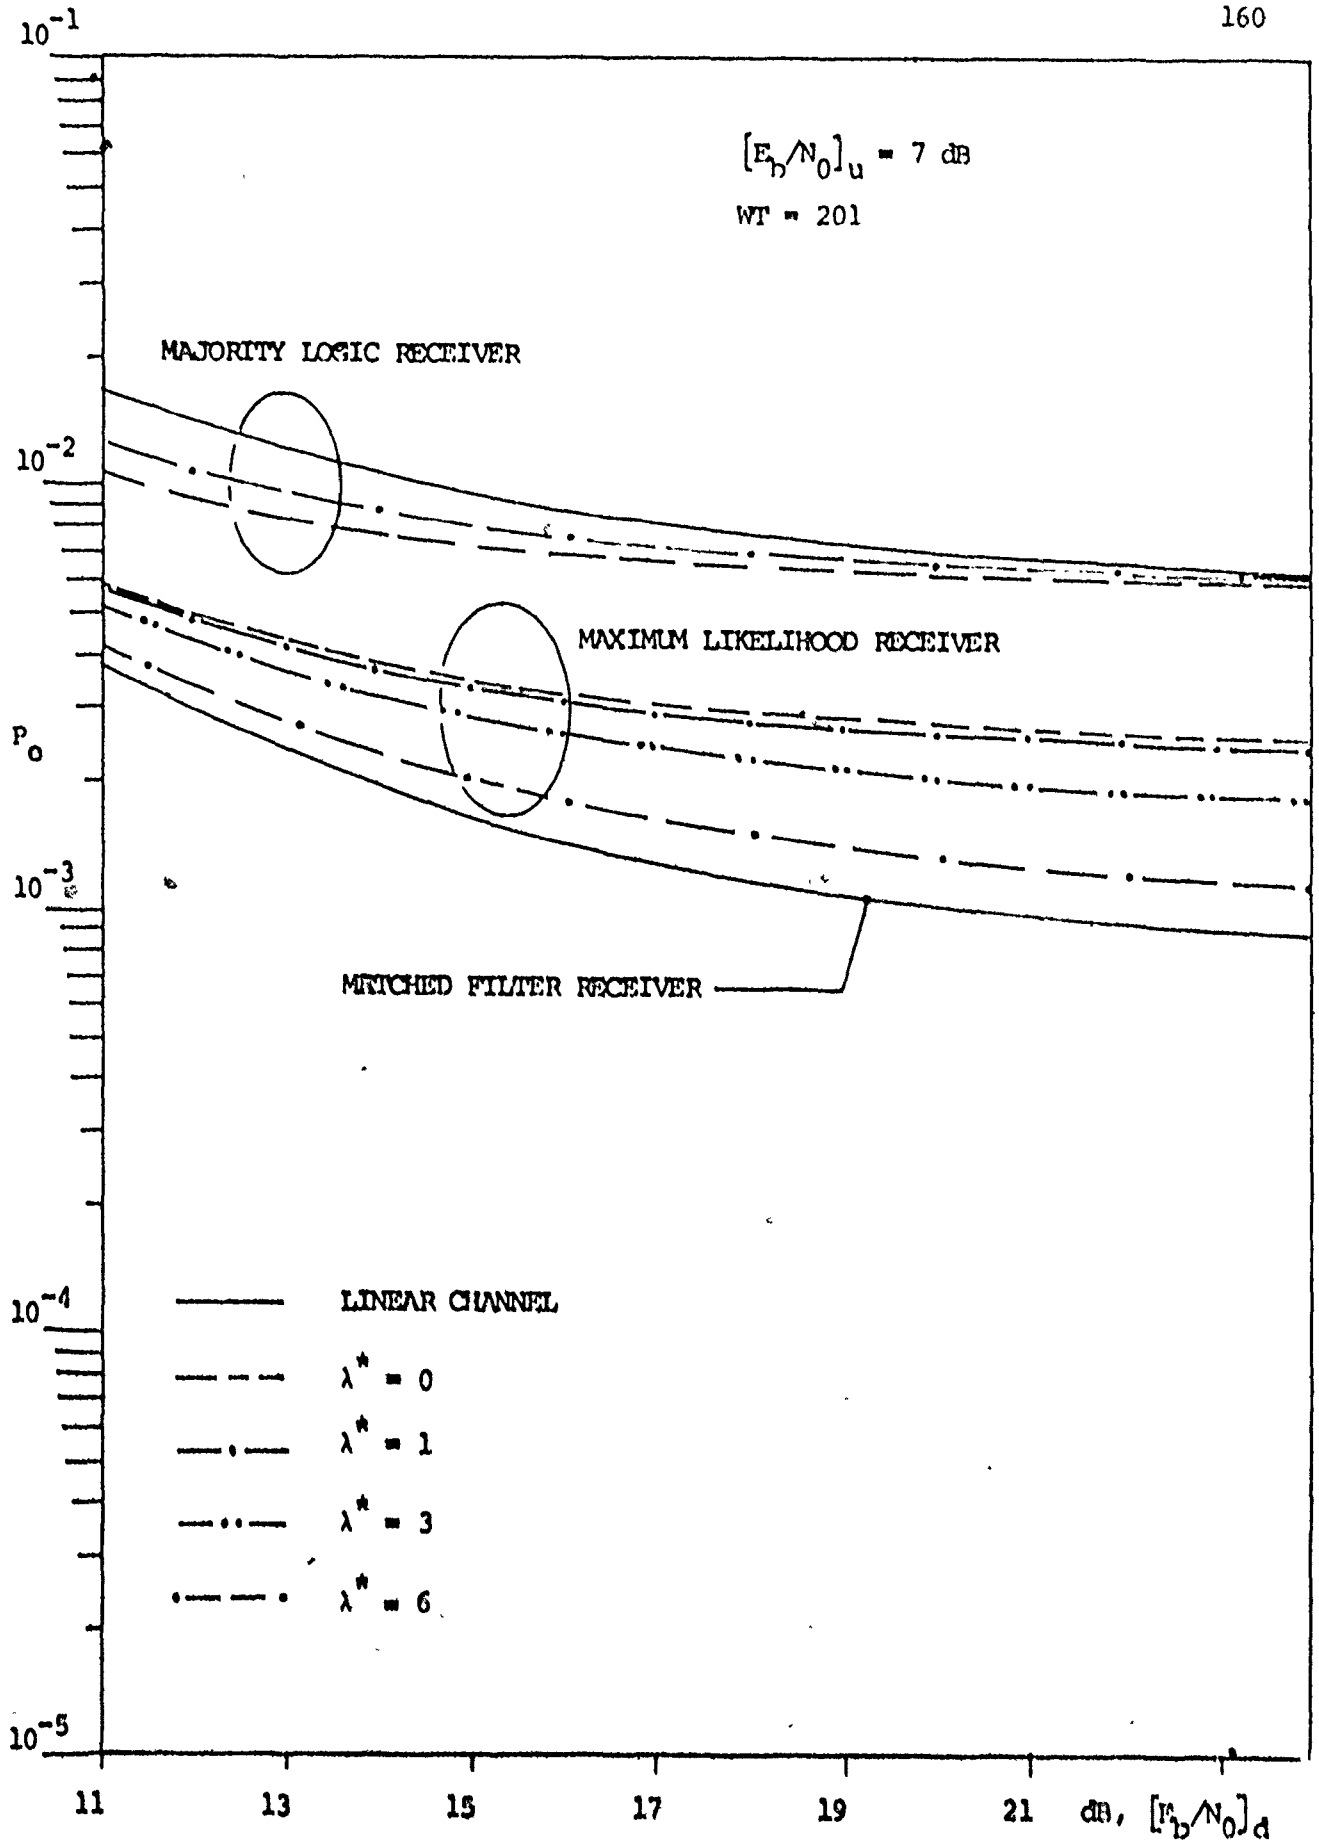 160
10^-1
[E_b/N_0]_u = 7 dB
WT = 201
MAJORITY LOGIC RECEIVER
10^-2
MAXIMUM LIKELIHOOD RECEIVER
P_o
10^-3
MATCHED FILTER RECEIVER
10^-4
LINEAR CHANNEL
λ* = 0
λ* = 1
λ* = 3
λ* = 6
10^-5
11 13 15 17 19 21 dB, [E_b/N_0]_d